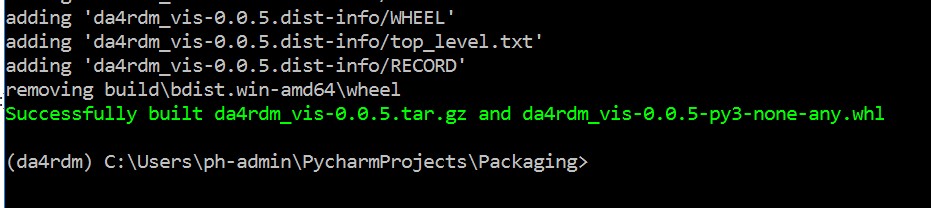 adding 'da4rdm_vis-0.0.5.dist-info/WHEEL'
adding 'da4rdm_vis-0.0.5.dist-info/top_level.txt'
adding 'da4rdm_vis-0.0.5.dist-info/RECORD'
removing build\bdist.win-amd64\wheel
Successfully built da4rdm_vis-0.0.5.tar.gz and da4rdm_vis-0.0.5-py3-none-any.whl
(da4rdm) C:\Users\ph-admin\PycharmProjects\Packaging>